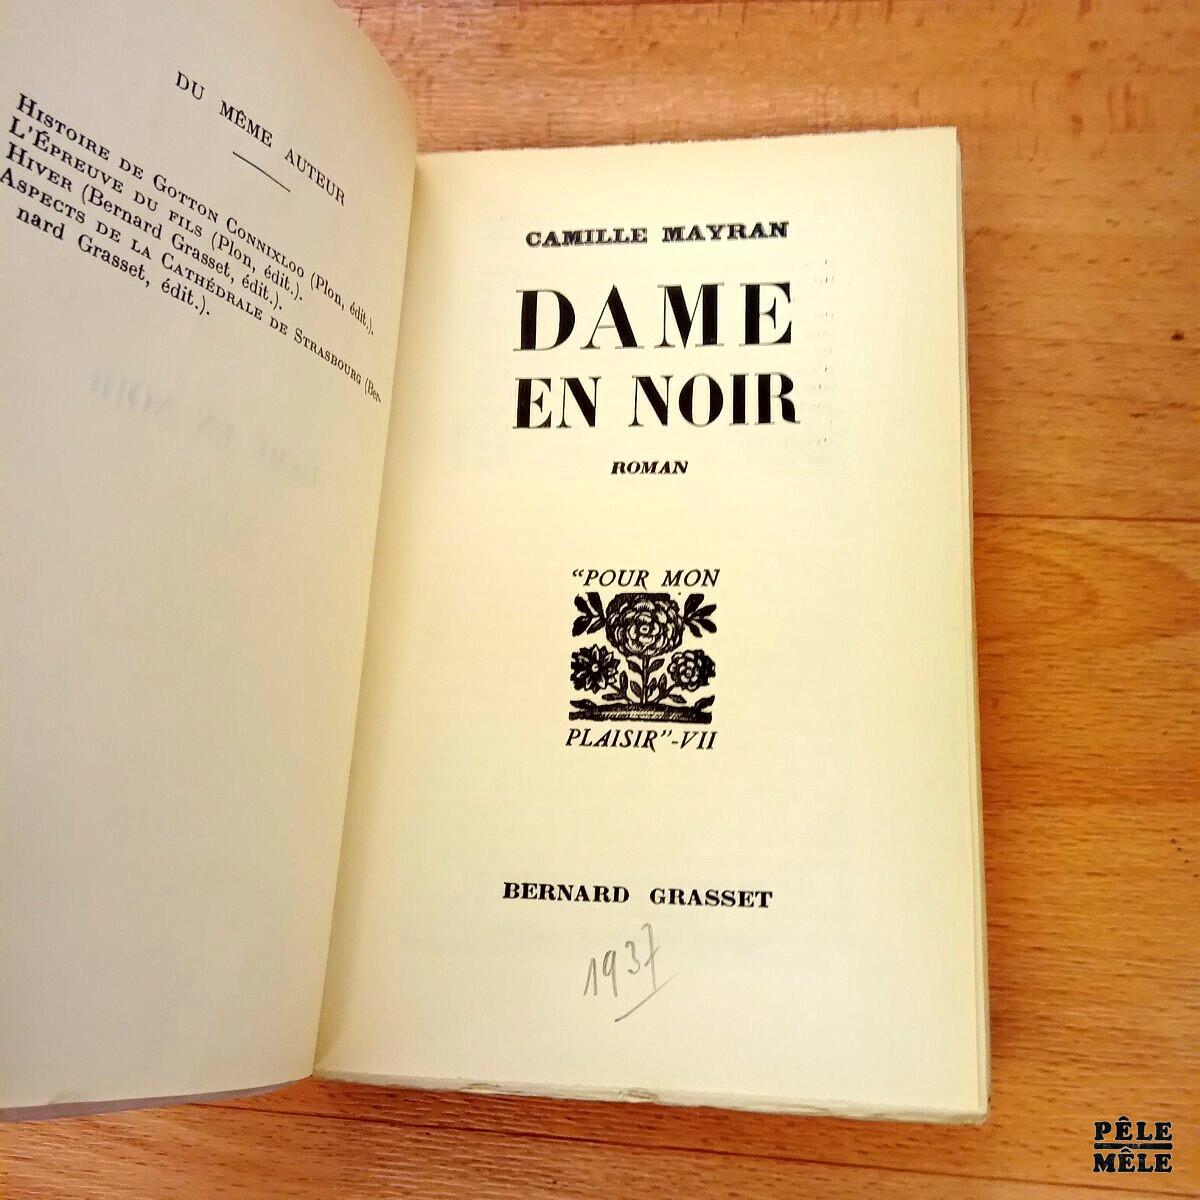 DU MÊME AUTEUR
HISTOIRE DE GOTTON CONNIXLOO (Plon, édit.).
L'ÉPREUVE DU FILS (Plon, édit.).
HIVER (Bernard Grasset, édit.).
ASPECTS DE LA CATHÉDRALE DE STRASBOURG (Ber-
nard Grasset, édit.).
CAMILLE MAYRAN
DAME
EN NOIR
ROMAN
"POUR MON
PLAISIR"-VII
BERNARD GRASSET
1937
PÊLE
MÊLE